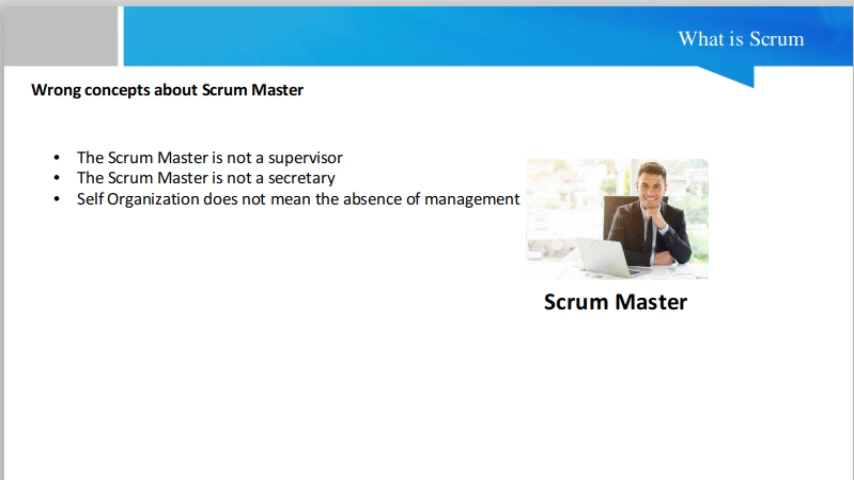 What is Scrum
Wrong concepts about Scrum Master
• The Scrum Master is not a supervisor
• The Scrum Master is not a secretary
• Self Organization does not mean the absence of management
Scrum Master